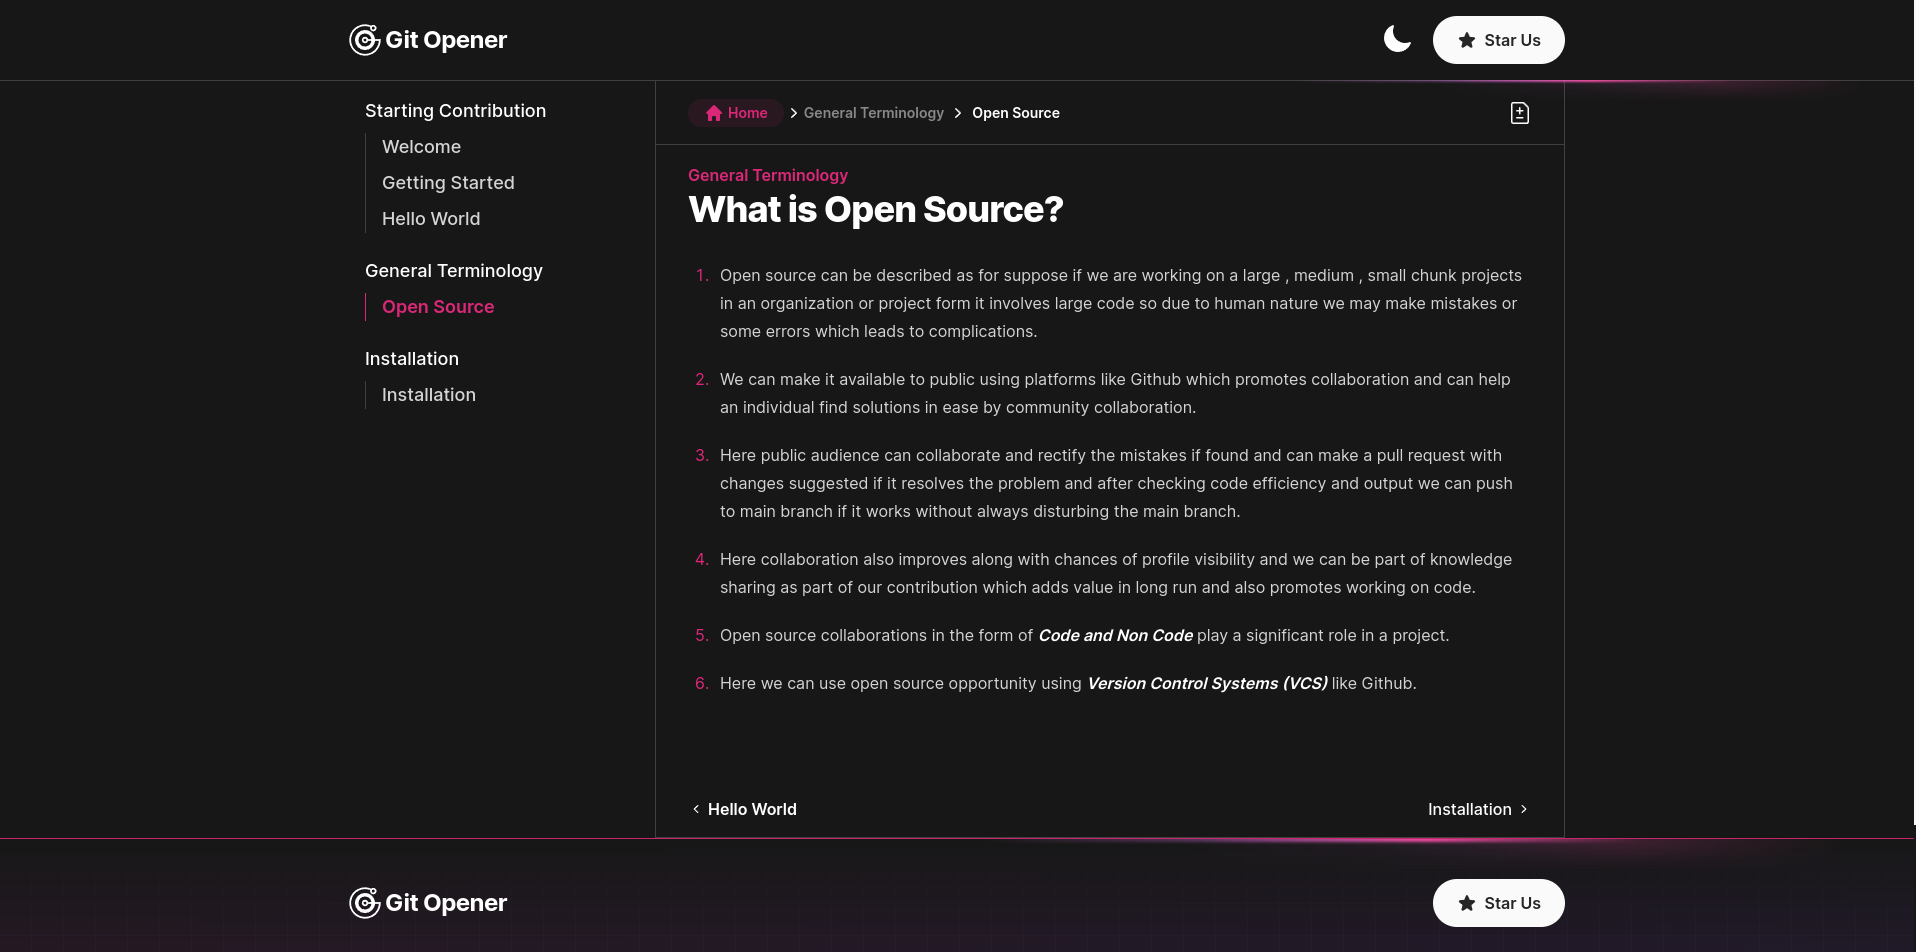 Git Opener
Star Us
Starting Contribution
Welcome
Getting Started
Hello World
General Terminology
Open Source
Installation
Installation
Home
General Terminology
Open Source
General Terminology
What is Open Source?
1. Open source can be described as for suppose if we are working on a large , medium , small chunk projects
in an organization or project form it involves large code so due to human nature we may make mistakes or
some errors which leads to complications.
2. We can make it available to public using platforms like Github which promotes collaboration and can help
an individual find solutions in ease by community collaboration.
3. Here public audience can collaborate and rectify the mistakes if found and can make a pull request with
changes suggested if it resolves the problem and after checking code efficiency and output we can push
to main branch if it works without always disturbing the main branch.
4. Here collaboration also improves along with chances of profile visibility and we can be part of knowledge
sharing as part of our contribution which adds value in long run and also promotes working on code.
5. Open source collaborations in the form of Code and Non Code play a significant role in a project.
6. Here we can use open source opportunity using Version Control Systems (VCS) like Github.
Hello World
Installation
Git Opener
Star Us